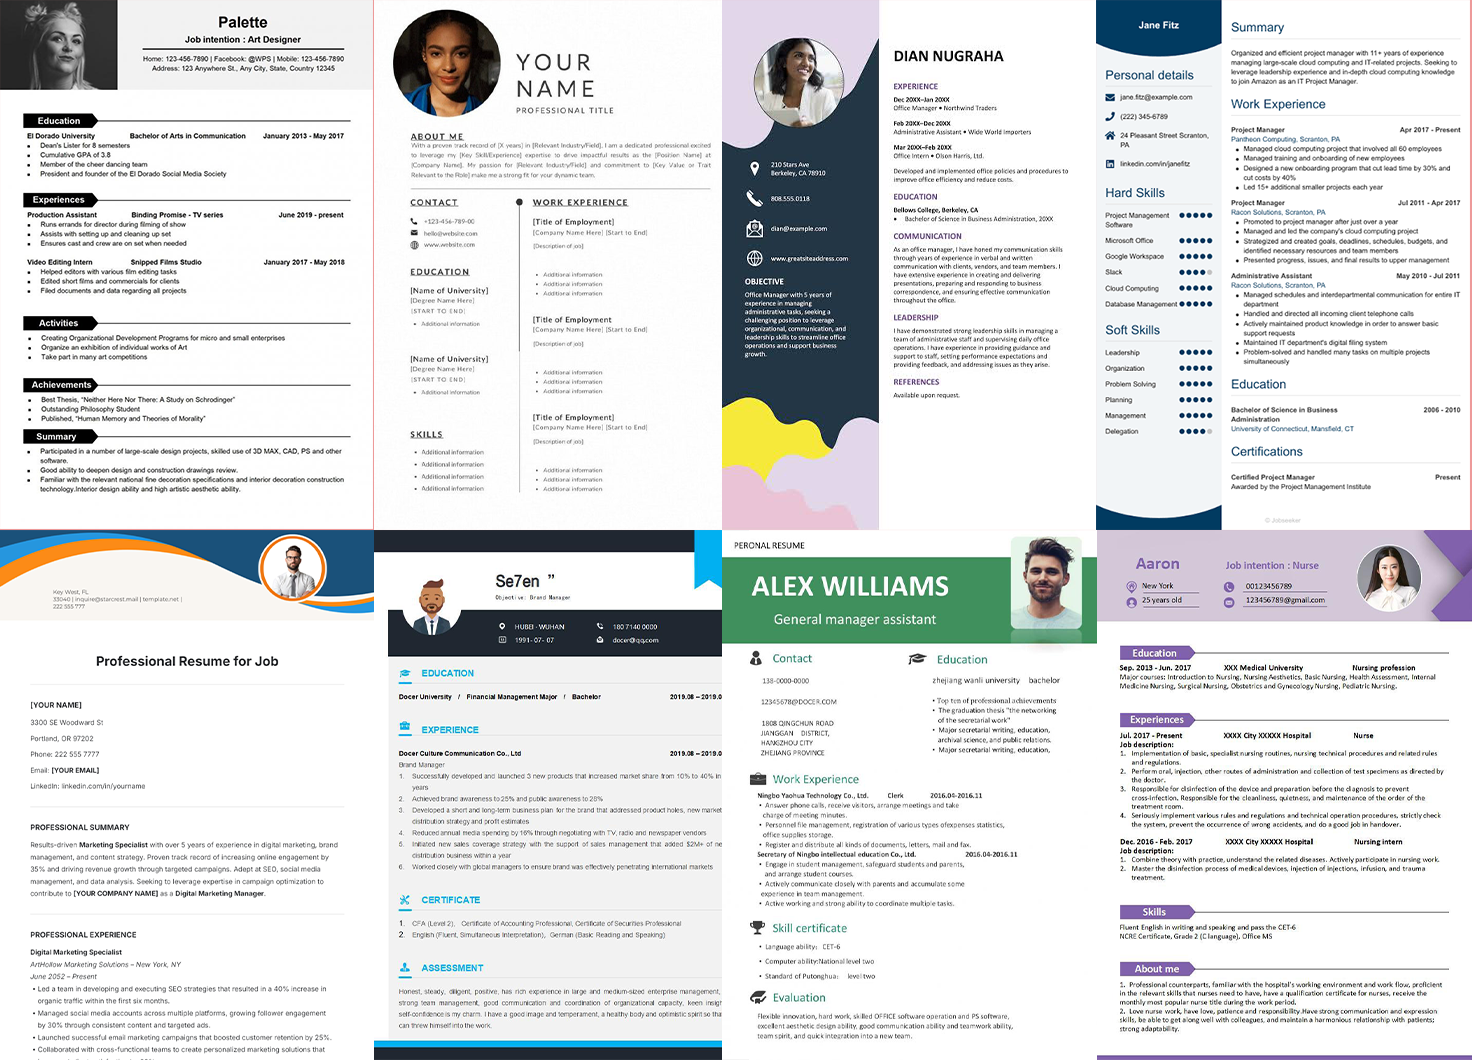 Palette
Job intention : Art Designer
Home: 123-456-7890 | Facebook: @WPS | Mobile: 123-456-7890
Address: 123 Anywhere St., Any City, State, Country 12345
Education
El Dorado University Bachelor of Arts in Communication January 2013 - May 2017
Dean's Lister for 8 semesters
Cumulative GPA of 3.8
Member of the cheer dancing team
President and founder of the El Dorado Social Media Society
Experiences
Production Assistant Binding Promise - TV series June 2019 - present
Runs errands for director during filming of show
Assists with setting up and cleaning up set
Ensures cast and crew are on set when needed
Video Editing Intern Snipped Films Studio January 2017 - May 2018
Helped editors with various film editing tasks
Edited short films and commercials for clients
Filed documents and data regarding all projects
Activities
Creating Organizational Development Programs for micro and small enterprises
Organize an exhibition of individual works of Art
Take part in many art competitions
Achievements
Best Thesis, "Neither Here Nor There: A Study on Schrodinger"
Outstanding Philosophy Student
Published, "Human Memory and Theories of Morality"
Summary
Participated in a number of large-scale design projects, skilled use of 3D MAX, CAD, PS and other
software.
Good ability to deepen design and construction drawings review.
Familiar with the relevant national fine decoration specifications and interior decoration construction
technology.Interior design ability and high artistic aesthetic ability.
YOUR
NAME
PROFESSIONAL TITLE
ABOUT ME
With a proven track record of [X years] in [Relevant Industry/Field], I am a dedicated professional excited
to leverage my [Key Skill/Experience] expertise to drive impactful results as the [Position Name] at
[Company Name]. My passion for [Relevant Industry/Field] and commitment to [Key Value or Trait
Relevant to the Role] make me a strong fit for your dynamic team.
CONTACT
+123-456-789-00
hello@website.com
www.website.com
EDUCATION
[Name of University]
[Degree Name Here]
[START TO END]
Additional information
[Name of University]
[Degree Name Here]
[START TO END]
Additional information
SKILLS
Additional information
Additional information
Additional information
Additional information
WORK EXPERIENCE
[Title of Employment]
[Company Name Here] [Start to End]
[Description of job]
Additional information
Additional information
Additional information
[Title of Employment
[Company Name Here] [Start to End]
[Description of job]
Additional information
Additional information
Additional information
[Title of Employment]
[Company Name Here] [Start to End]
[Description of job]
Additional information
Additional information
Additional information
210 Stars Ave
Berkeley, CA 78910
808.555.0118
dian@example.com
www.greatsiteaddress.com
OBJECTIVE
Office Manager with 5 years of
experience in managing
administrative tasks, seeking a
challenging position to leverage
organizational, communication, and
leadership skills to streamline office
operations and support business
growth.
DIAN NUGRAHA
EXPERIENCE
Dec 20XX–Jan 20XX
Office Manager • Northwind Traders
Feb 20XX–Dec 20XX
Administrative Assistant • Wide World Importers
Mar 20XX–Feb 20XX
Office Intern • Olson Harris, Ltd.
Developed and implemented office policies and procedures to
improve office efficiency and reduce costs.
EDUCATION
Bellows College, Berkeley, CA
Bachelor of Science in Business Administration, 20XX
COMMUNICATION
As an office manager, I have honed my communication skills
through years of experience in verbal and written
communication with clients, vendors, and team members. I
have extensive experience in creating and delivering
presentations, preparing and responding to business
correspondence, and ensuring effective communication
throughout the office.
LEADERSHIP
I have demonstrated strong leadership skills in managing a
team of administrative staff and supervising daily office
operations. I have experience in providing guidance and
support to staff, setting performance expectations and
providing feedback, and addressing issues as they arise.
REFERENCES
Available upon request.
Jane Fitz
Personal details
jane.fitz@example.com
(222) 345-6789
24 Pleasant Street Scranton,
PA
linkedin.com/in/janefitz
Hard Skills
Project Management
Software
Microsoft Office
Google Workspace
Slack
Cloud Computing
Database Management
Soft Skills
Leadership
Organization
Problem Solving
Planning
Management
Delegation
Summary
Organized and efficient project manager with 11+ years of experience
managing large-scale cloud computing and IT-related projects. Seeking to
leverage leadership experience and in-depth cloud computing knowledge
to join Amazon as an IT Project Manager.
Work Experience
Project Manager Apr 2017 - Present
Pantheon Computing, Scranton, PA
Managed cloud computing project that involved all 60 employees
Managed training and onboarding of new employees
Designed a new onboarding program that cut lead time by 30% and
cut costs by 40%
Led 15+ additional smaller projects each year
Project Manager Jul 2011 - Apr 2017
Racon Solutions, Scranton, PA
Promoted to project manager after just over a year
Managed and led the company's cloud computing project
Strategized and created goals, deadlines, schedules, budgets, and
identified necessary resources and team members
Presented progress, issues, and final results to upper management
Administrative Assistant May 2010 - Jul 2011
Racon Solutions, Scranton, PA
Managed schedules and interdepartmental communication for entire IT
department
Handled and directed all incoming client telephone calls
Actively maintained product knowledge in order to answer basic
support requests
Maintained IT department's digital filing system
Problem-solved and handled many tasks on multiple projects
simultaneously
Education
Bachelor of Science in Business 2006 - 2010
Administration
University of Connecticut, Mansfield, CT
Certifications
Certified Project Manager Present
Awarded by the Project Management Institute
© Jobseeker
Key West, FL
33040 | inquire@starcrest.mail | template.net |
222 555 777
Professional Resume for Job
[YOUR NAME]
3300 SE Woodward St
Portland, OR 97202
Phone: 222 555 7777
Email: [YOUR EMAIL]
LinkedIn: linkedin.com/in/yourname
PROFESSIONAL SUMMARY
Results-driven Marketing Specialist with over 5 years of experience in digital marketing, brand
management, and content strategy. Proven track record of increasing online engagement by
35% and driving revenue growth through targeted campaigns. Adept at SEO, social media
management, and data analysis. Seeking to leverage expertise in campaign optimization to
contribute to [YOUR COMPANY NAME] as a Digital Marketing Manager.
PROFESSIONAL EXPERIENCE
Digital Marketing Specialist
ArtHollow Marketing Solutions – New York, NY
June 2052 – Present
• Led a team in developing and executing SEO strategies that resulted in a 40% increase in
organic traffic within the first six months.
• Managed social media accounts across multiple platforms, growing follower engagement
by 30% through consistent content and targeted ads.
• Launched successful email marketing campaigns that boosted customer retention by 25%.
• Collaborated with cross-functional teams to create personalized marketing solutions that
Se7en ”
Objective: Brand Manager
HUBEI · WUHAN
180 7140 0000
1991- 07- 07
docer@qq.com
EDUCATION
Docer University / Financial Management Major / Bachelor 2019.08 – 2019.0
EXPERIENCE
Docer Culture Communication Co., Ltd 2019.08 – 2019.0
Brand Manager
1. Successfully developed and launched 3 new products that increased market share from 10% to 40% in
years
2. Achieved brand awareness to 25% and public awareness to 28%
3. Developed a short and long-term business plan for the brand that addressed product holes, new market
distribution strategy and profit estimates
4. Reduced annual media spending by 16% through negotiating with TV, radio and newspaper vendors
5. Initiated new sales coverage strategy with the support of sales management that added $2M+ of ne
distribution business within a year
6. Worked closely with global managers to ensure brand was effectively penetrating international markets
CERTIFICATE
1. CFA (Level 2), Certificate of Accounting Professional, Certificate of Securities Professional
2. English (Fluent, Simultaneous Interpretation), German (Basic Reading and Speaking)
ASSESSMENT
Honest, steady, diligent, positive, has rich experience in large and medium-sized enterprise management,
strong team management, good communication and coordination of organizational capacity, keen insigh
self-confidence is my charm. I have a good image and temperament, a healthy body and optimistic spirit so tha
can threw himself into the work.
PERONAL RESUME
ALEX WILLIAMS
General manager assistant
Contact
138-0000-0000
12345678@DOCER.COM
1808 QINGCHUN ROAD
JIANGGAN DISTRICT,
HANGZHOU CITY
ZHEJIANG PROVINCE
Education
zhejiang wanli university bachelor
• Top ten of professional achievements
• The graduation thesis "the networking
of the secretarial work"
• Major secretarial writing, education,
archival science, and public relations.
• Major secretarial writing, education,
Work Experience
Ningbo Yaohua Technology Co., Ltd. Clerk 2016.04-2016.11
• Answer phone calls, receive visitors, arrange meetings and take
charge of meeting minutes.
• Personnel file management, registration of various types ofexpenses statistics,
office supplies storage.
• Register and distribute all kinds of documents, letters, mail and fax.
Secretary of Ningbo intellectual education Co., Ltd. 2016.04-2016.11
• Engage in student management, safeguard students and parents,
and arrange student courses.
• Actively communicate closely with parents and accumulate some
experience in team management.
• Active working and strong ability to coordinate multiple tasks.
Skill certificate
• Language ability: CET-6
• Computer ability:National level two
• Standard of Putonghua: level two
Evaluation
Flexible innovation, hard work, skilled OFFICE software operation and PS software,
excellent aesthetic design ability, good communication ability and teamwork ability,
team spirit, and quick integration into a new team.
Aaron
New York
25 years old
Job intention : Nurse
00123456789
123456789@gmail.com
Education
Sep. 2013 - Jun. 2017 XXX Medical University Nursing profession
Major courses: Introduction to Nursing, Nursing Aesthetics, Basic Nursing, Health Assessment, Internal
Medicine Nursing, Surgical Nursing, Obstetrics and Gynecology Nursing, Pediatric Nursing.
Experiences
Jul. 2017 - Present XXXX City XXXXX Hospital Nurse
Job description:
1. Implementation of basic, specialist nursing routines, nursing technical procedures and related rules
and regulations.
2. Perform oral, injection, other routes of administration and collection of test specimens as directed by
the doctor.
3. Responsible for disinfection of the device and preparation before the diagnosis to prevent
cross-infection. Responsible for the cleanliness, quietness, and maintenance of the order of the
treatment room.
4. Seriously implement various rules and regulations and technical operation procedures, strictly check
the system, prevent the occurrence of wrong accidents, and do a good job in handover.
Dec. 2016 - Feb. 2017 XXXX City XXXXX Hospital Nursing intern
Job description:
1. Combine theory with practice, understand the related diseases. Actively participate in nursing work.
2. Master the disinfection process of medical devices, injection of injections, infusion, and trauma
treatment.
Skills
Fluent English in writing and speaking and pass the CET-6
NCRE Certificate, Grade 2 (C language), Office MS
About me
1. Professional counterparts, familiar with the hospital's working environment and work flow, proficient
in the relevant skills that nurses need to have, have a qualification certificate for nurses, receive the
monthly most popular nurse title during the work period.
2. Love nurse work, have love, patience and responsibility.Have strong communication and expression
skills, be able to get along well with colleagues, and maintain a harmonious relationship with patients;
strong adaptability.